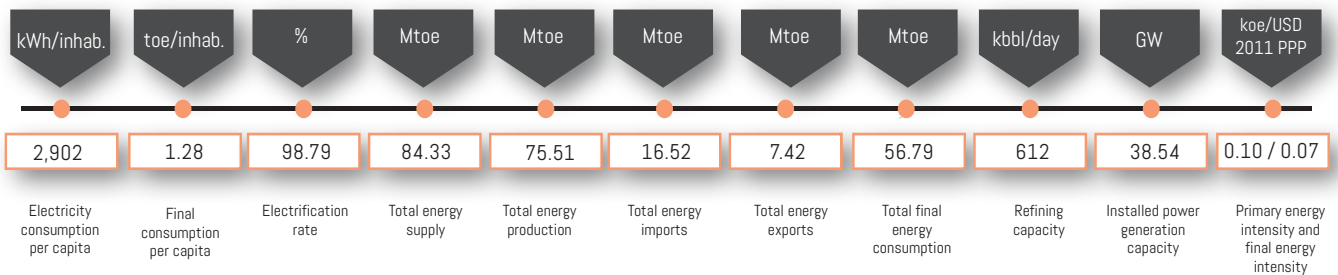 kWh/inhab.
toe/inhab.
%
Mtoe
Mtoe
Mtoe
Mtoe
Mtoe
kbbl/day
GW
koe/USD
2011 PPP
2,902
1.28
98.79
84.33
75.51
16.52
7.42
56.79
612
38.54
0.10 / 0.07
Electricity
consumption
per capita
Final
consumption
per capita
Electrification
rate
Total energy
supply
Total energy
production
Total energy
imports
Total energy
exports
Total final
energy
consumption
Refining
capacity
Installed power
generation
capacity
Primary energy
intensity and
final energy
intensity